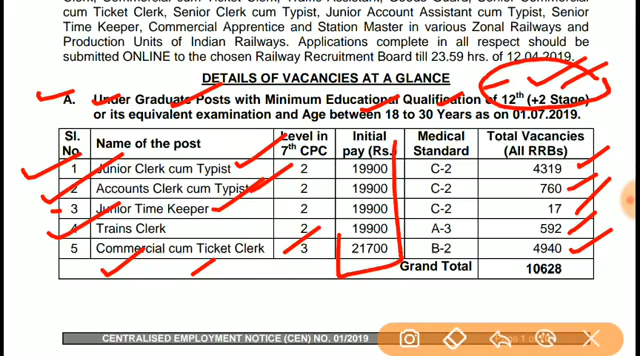 Clerk, Commercial cum Ticket Clerk, Traffic Assistant, Goods Guard, Senior Commercial
cum Ticket Clerk, Senior Clerk cum Typist, Junior Account Assistant cum Typist, Senior
Time Keeper, Commercial Apprentice and Station Master in various Zonal Railways and
Production Units of Indian Railways. Applications complete in all respect should be
submitted ONLINE to the chosen Railway Recruitment Board till 23.59 hrs of 12.04.2019.
DETAILS OF VACANCIES AT A GLANCE
A. Under Graduate Posts with Minimum Educational Qualification of 12th (+2 Stage)
or its equivalent examination and Age between 18 to 30 Years as on 01.07.2019.
Sl. No. Name of the post Level in 7th CPC Initial pay (Rs. Medical Standard Total Vacancies (All RRBs)
1 Junior Clerk cum Typist 2 19900 C-2 4319
2 Accounts Clerk cum Typist 2 19900 C-2 760
3 Junior Time Keeper 2 19900 C-2 17
4 Trains Clerk 2 19900 A-3 592
5 Commercial cum Ticket Clerk 3 21700 B-2 4940
Grand Total 10628
CENTRALISED EMPLOYMENT NOTICE (CEN) NO. 01/2019